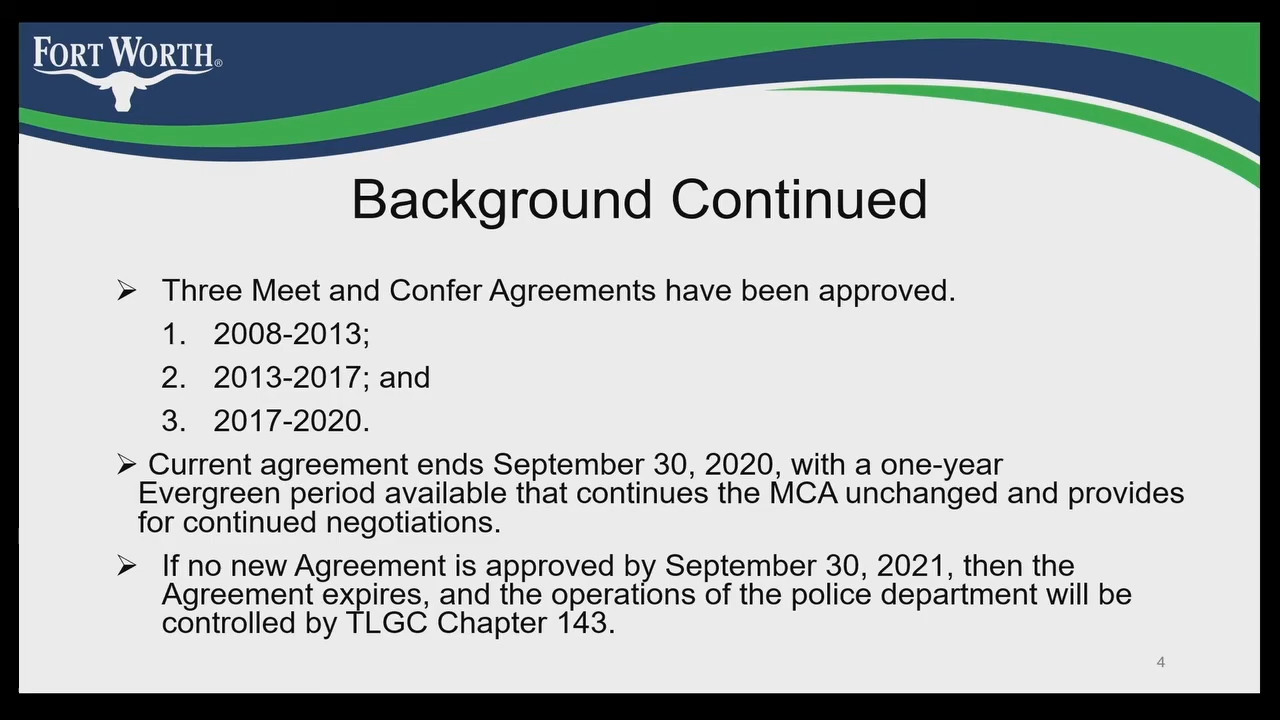 FORT WORTH®
Background Continued
➢ Three Meet and Confer Agreements have been approved.
1. 2008-2013;
2. 2013-2017; and
3. 2017-2020.
➢ Current agreement ends September 30, 2020, with a one-year
Evergreen period available that continues the MCA unchanged and provides
for continued negotiations.
➢ If no new Agreement is approved by September 30, 2021, then the
Agreement expires, and the operations of the police department will be
controlled by TLGC Chapter 143.
4